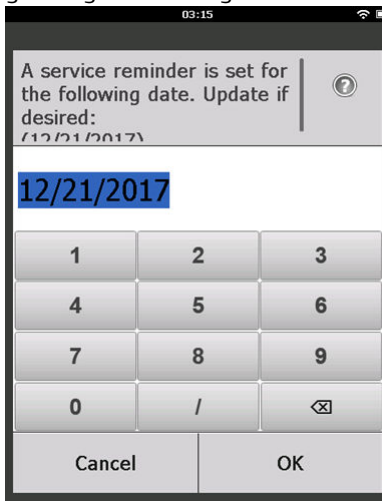 03:15
A service reminder is set for
the following date. Update if
desired:
(12/21/2017)
?
12/21/2017
1 2 3
4 5 6
7 8 9
0 /
Cancel OK